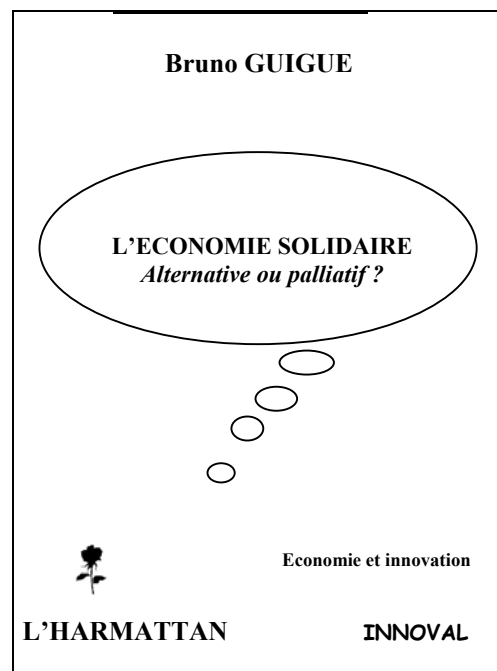 Bruno GUIGUE
L'ECONOMIE SOLIDAIRE
Alternative ou palliatif ?
Economie et innovation
L'HARMATTAN INNOVAL